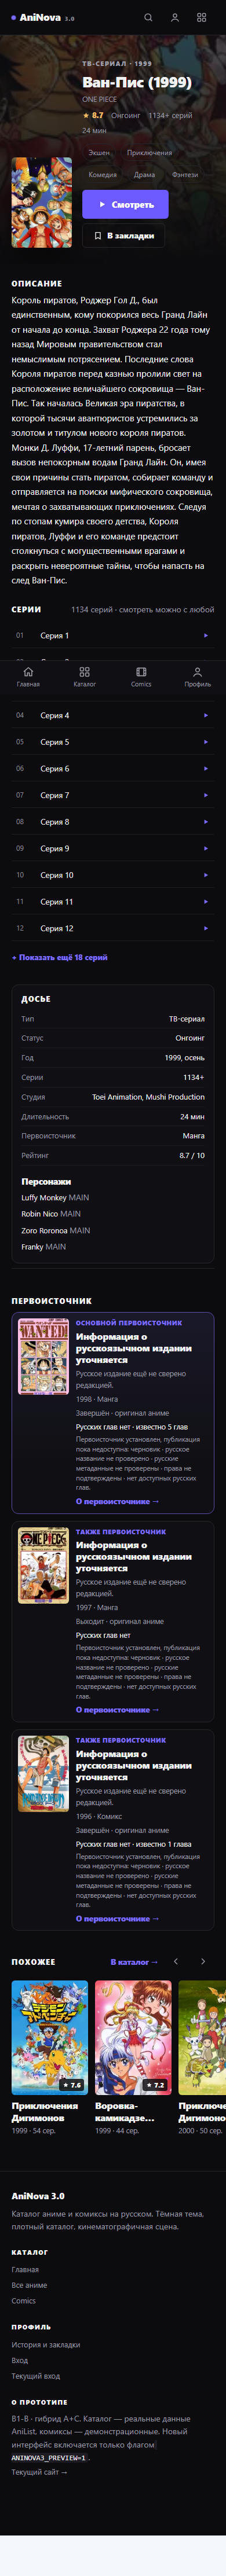 AniNova 3.0
ТВ-СЕРИАЛ · 1999
Ван-Пис (1999)
ONE PIECE
★ 8.7 Онгоинг 1134+ серий
24 мин
Экшен Приключения
Комедия Драма Фэнтези
Смотреть
В закладки
ОПИСАНИЕ
Король пиратов, Роджер Гол Д., был
единственным, кому покорился весь Гранд Лайн
от начала до конца. Захват Роджера 22 года тому
назад Мировым правительством стал
немыслимым потрясением. Последние слова
Короля пиратов перед казнью пролили свет на
расположение величайшего сокровища — Ван-
Пис. Так началась Великая эра пиратства, в
которой тысячи авантюристов устремились за
золотом и титулом нового короля пиратов.
Монки Д. Луффи, 17-летний парень, бросает
вызов непокорным водам Гранд Лайн. Он, имея
свои причины стать пиратом, собирает команду и
отправляется на поиски мифического сокровища,
мечтая о захватывающих приключениях. Следуя
по стопам кумира своего детства, Короля
пиратов, Луффи и его команде предстоит
столкнуться с могущественными врагами и
раскрыть невероятные тайны, чтобы напасть на
след Ван-Пис.
СЕРИИ 1134 серий · смотреть можно с любой
01 Серия 1
Главная Каталог Comics Профиль
04 Серия 4
05 Серия 5
06 Серия 6
07 Серия 7
08 Серия 8
09 Серия 9
10 Серия 10
11 Серия 11
12 Серия 12
+ Показать ещё 18 серий
ДОСЬЕ
Тип ТВ-сериал
Статус Онгоинг
Год 1999, осень
Серии 1134+
Студия Toei Animation, Mushi Production
Длительность 24 мин
Первоисточник Манга
Рейтинг 8.7 / 10
Персонажи
Luffy Monkey MAIN
Robin Nico MAIN
Zoro Roronoa MAIN
Franky MAIN
ПЕРВОИСТОЧНИК
WANTED!
ОСНОВНОЙ ПЕРВОИСТОЧНИК
Информация о
русскоязычном издании
уточняется
Русское издание ещё не сверено
редакцией.
1998 · Манга
Завершён · оригинал аниме
Русских глав нет · известно 5 глав
Первоисточник установлен, публикация
пока недоступна: черновик · русское
название не проверено · русские
метаданные не проверены · права не
подтверждены · нет доступных русских
глав.
О первоисточнике →
ONE PIECE
ТАКЖЕ ПЕРВОИСТОЧНИК
Информация о
русскоязычном издании
уточняется
Русское издание ещё не сверено
редакцией.
1997 · Манга
Выходит · оригинал аниме
Русских глав нет
Первоисточник установлен, публикация
пока недоступна: черновик · русское
название не проверено · русские
метаданные не проверены · права не
подтверждены · нет доступных русских
глав.
О первоисточнике →
ТАКЖЕ ПЕРВОИСТОЧНИК
Информация о
русскоязычном издании
уточняется
Русское издание ещё не сверено
редакцией.
1996 · Комикс
Завершён · оригинал аниме
Русских глав нет · известно 1 глава
Первоисточник установлен, публикация
пока недоступна: черновик · русское
название не проверено · русские
метаданные не проверены · права не
подтверждены · нет доступных русских
глав.
О первоисточнике →
ПОХОЖЕЕ В каталог →
★ 7.6
★ 7.2
Приключения
Дигимонов
1999 · 54 сер.
Воровка-
камикадзе...
1999 · 44 сер.
Приключе
Дигимоно
2000 · 50 сер.
AniNova 3.0
Каталог аниме и комиксы на русском. Тёмная тема,
плотный каталог, кинематографичная сцена.
КАТАЛОГ
Главная
Все аниме
Comics
ПРОФИЛЬ
История и закладки
Вход
Текущий вход
О ПРОТОТИПЕ
B1-B · гибрид A+C. Каталог — реальные данные
AniList, комиксы — демонстрационные. Новый
интерфейс включается только флагом
ANINOVA3_PREVIEW=1.
Текущий сайт →